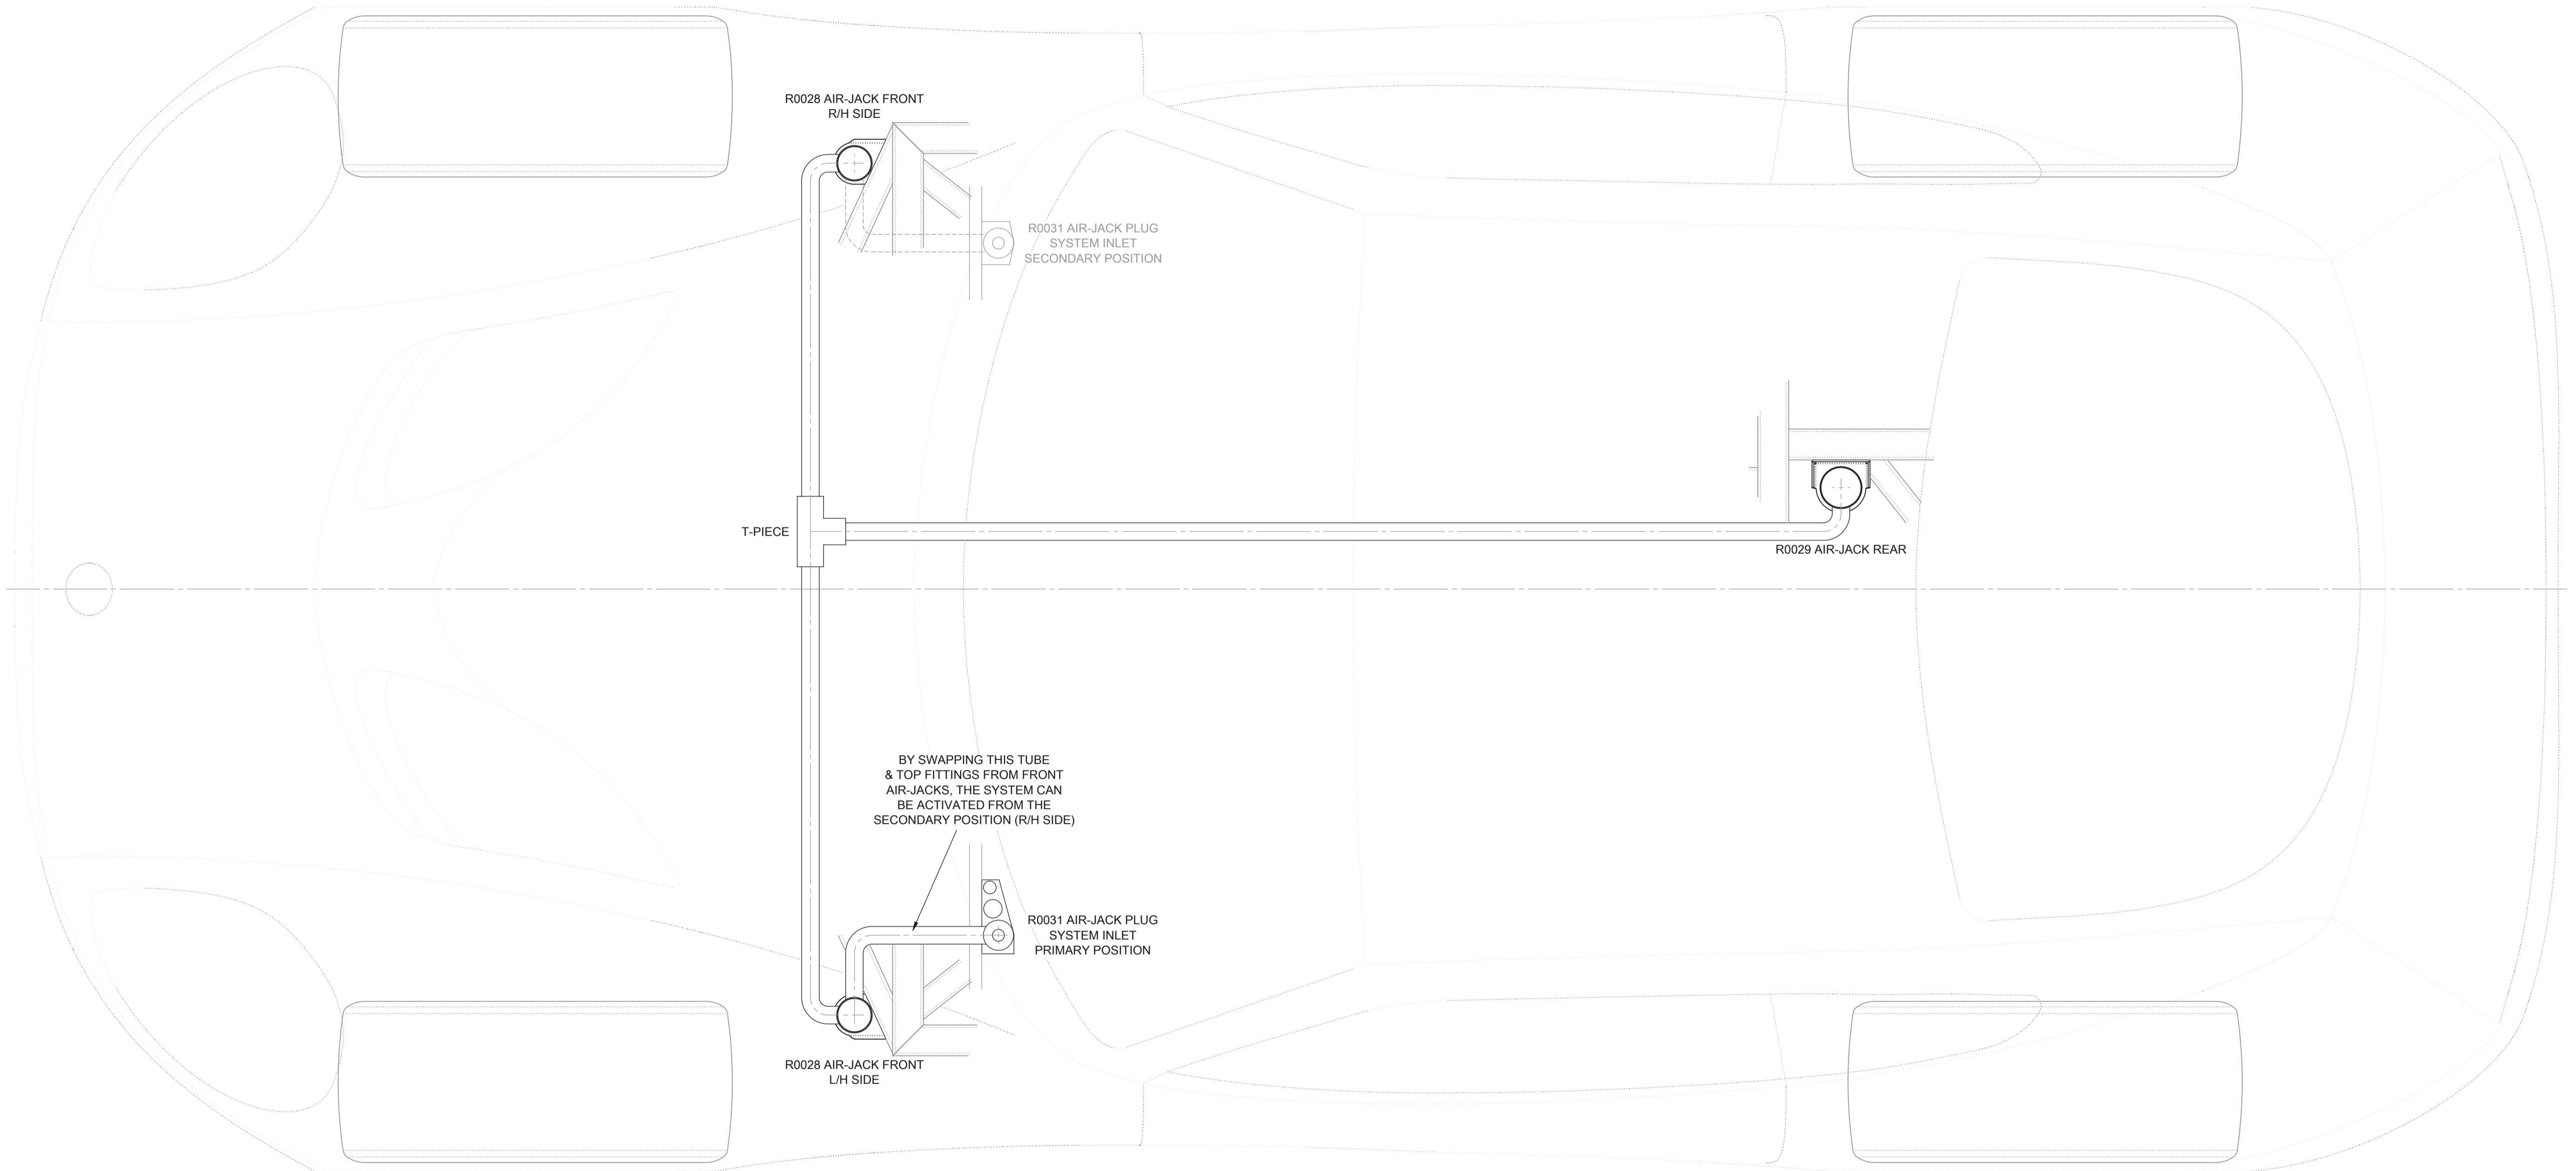 R0028 AIR-JACK FRONT
R/H SIDE
R0031 AIR-JACK PLUG
SYSTEM INLET
SECONDARY POSITION
T-PIECE
R0029 AIR-JACK REAR
BY SWAPPING THIS TUBE
& TOP FITTINGS FROM FRONT
AIR-JACKS, THE SYSTEM CAN
BE ACTIVATED FROM THE
SECONDARY POSITION (R/H SIDE)
R0031 AIR-JACK PLUG
SYSTEM INLET
PRIMARY POSITION
R0028 AIR-JACK FRONT
L/H SIDE